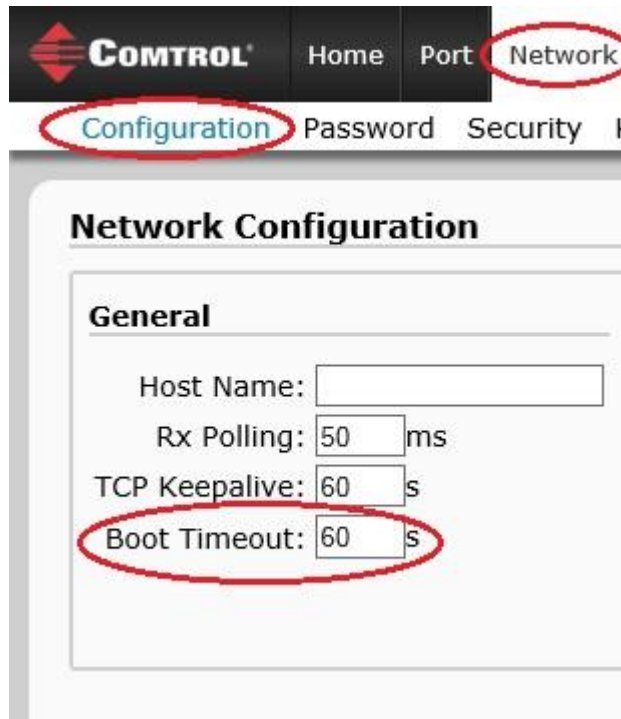 COMTROL Home Port Network
Configuration Password Security
Network Configuration
General
Host Name:
Rx Polling: 50 ms
TCP Keepalive: 60 s
Boot Timeout: 60 s